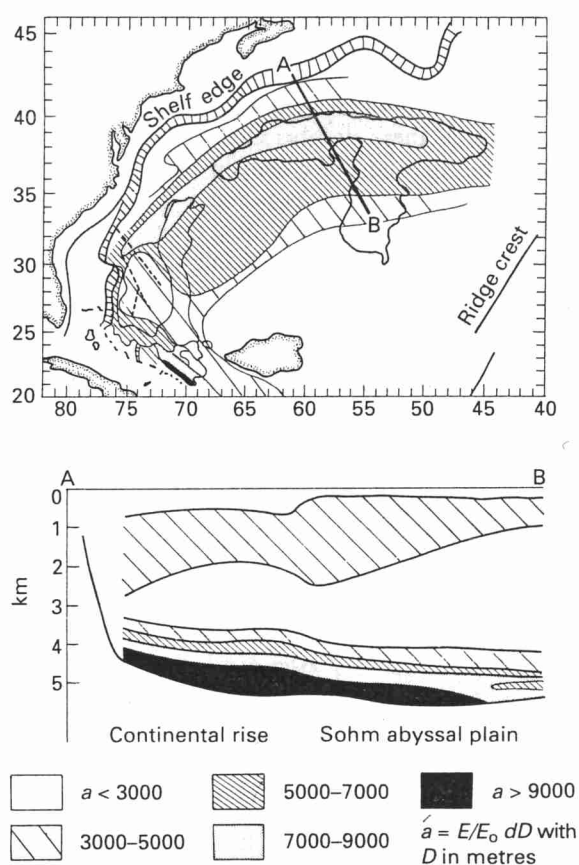 45
40
35
30
25
20
82 80 75 70 65 60 55 50 45 40
Shelf edge
A
B
Ridge crest
A B
0
1
2
3
4
5
km
Continental rise Sohm abyssal plain
a < 3000 5000–7000 a > 9000
3000–5000 7000–9000 a = E/E₀ dD with
D in metres